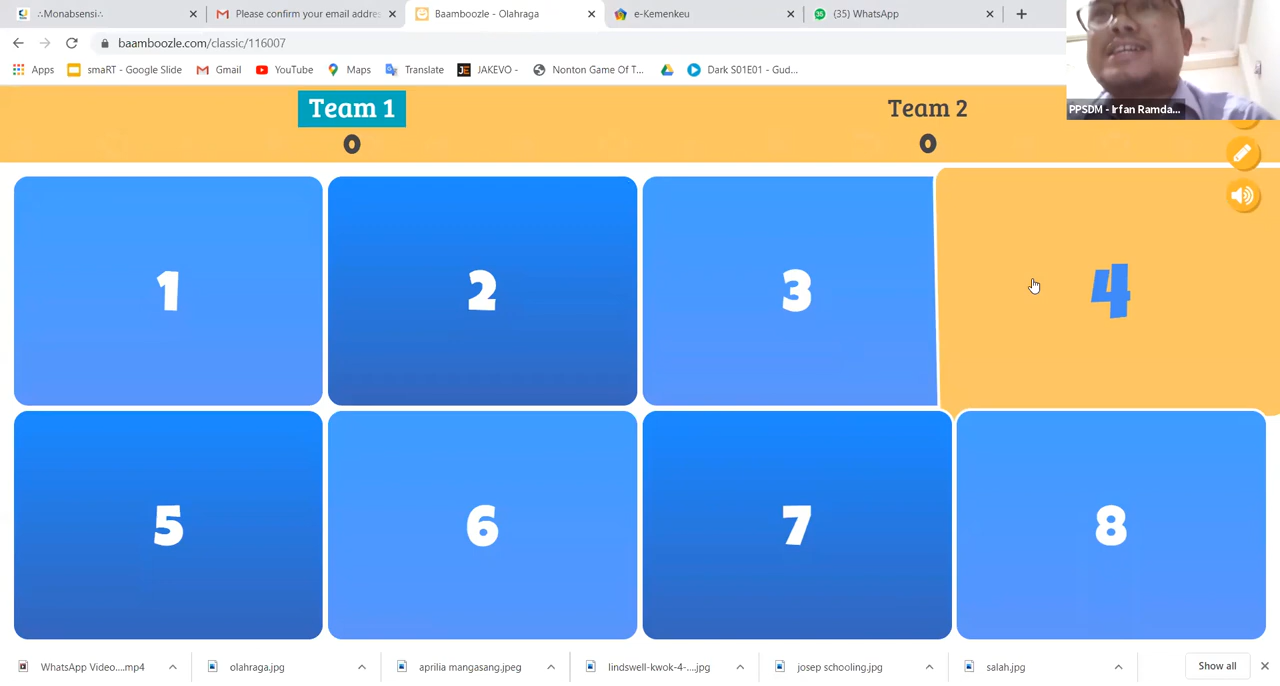 ∴Monabsensi∴
Please confirm your email addre
Baamboozle - Olahraga
e-Kemenkeu
(35) WhatsApp
baamboozle.com/classic/116007
Apps
smaRT - Google Slide
Gmail
YouTube
Maps
Translate
JAKEVO -
Nonton Game Of T...
Dark S01E01 - Gud...
PPSDM - Irfan Ramda...
Team 1
0
Team 2
0
1
2
3
4
5
6
7
8
WhatsApp Video....mp4
olahraga.jpg
aprilia mangasang.jpeg
lindswell-kwok-4-....jpg
josep schooling.jpg
salah.jpg
Show all